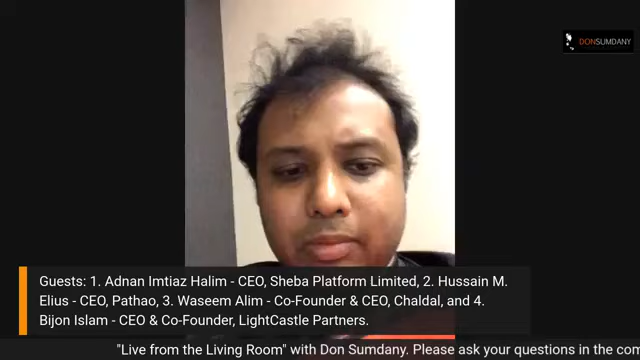 DONSUMDANY
Guests: 1. Adnan Imtiaz Halim - CEO, Sheba Platform Limited, 2. Hussain M.
Elius - CEO, Pathao, 3. Waseem Alim - Co-Founder & CEO, Chaldal, and 4.
Bijon Islam - CEO & Co-Founder, LightCastle Partners.
"Live from the Living Room" with Don Sumdany. Please ask your questions in the com